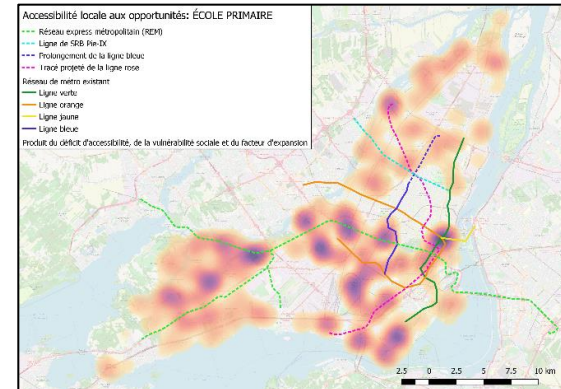 Accessibilité locale aux opportunités: ÉCOLE PRIMAIRE
Réseau express métropolitain (REM)
Ligne de SRB Pie-IX
Prolongement de la ligne bleue
Tracé projeté de la ligne rose
Réseau de métro existant
Ligne verte
Ligne orange
Ligne jaune
Ligne bleue
Produit du déficit d'accessibilité, de la vulnérabilité sociale et du facteur d'expansion
2.5 0 2.5 5 7.5 10 km